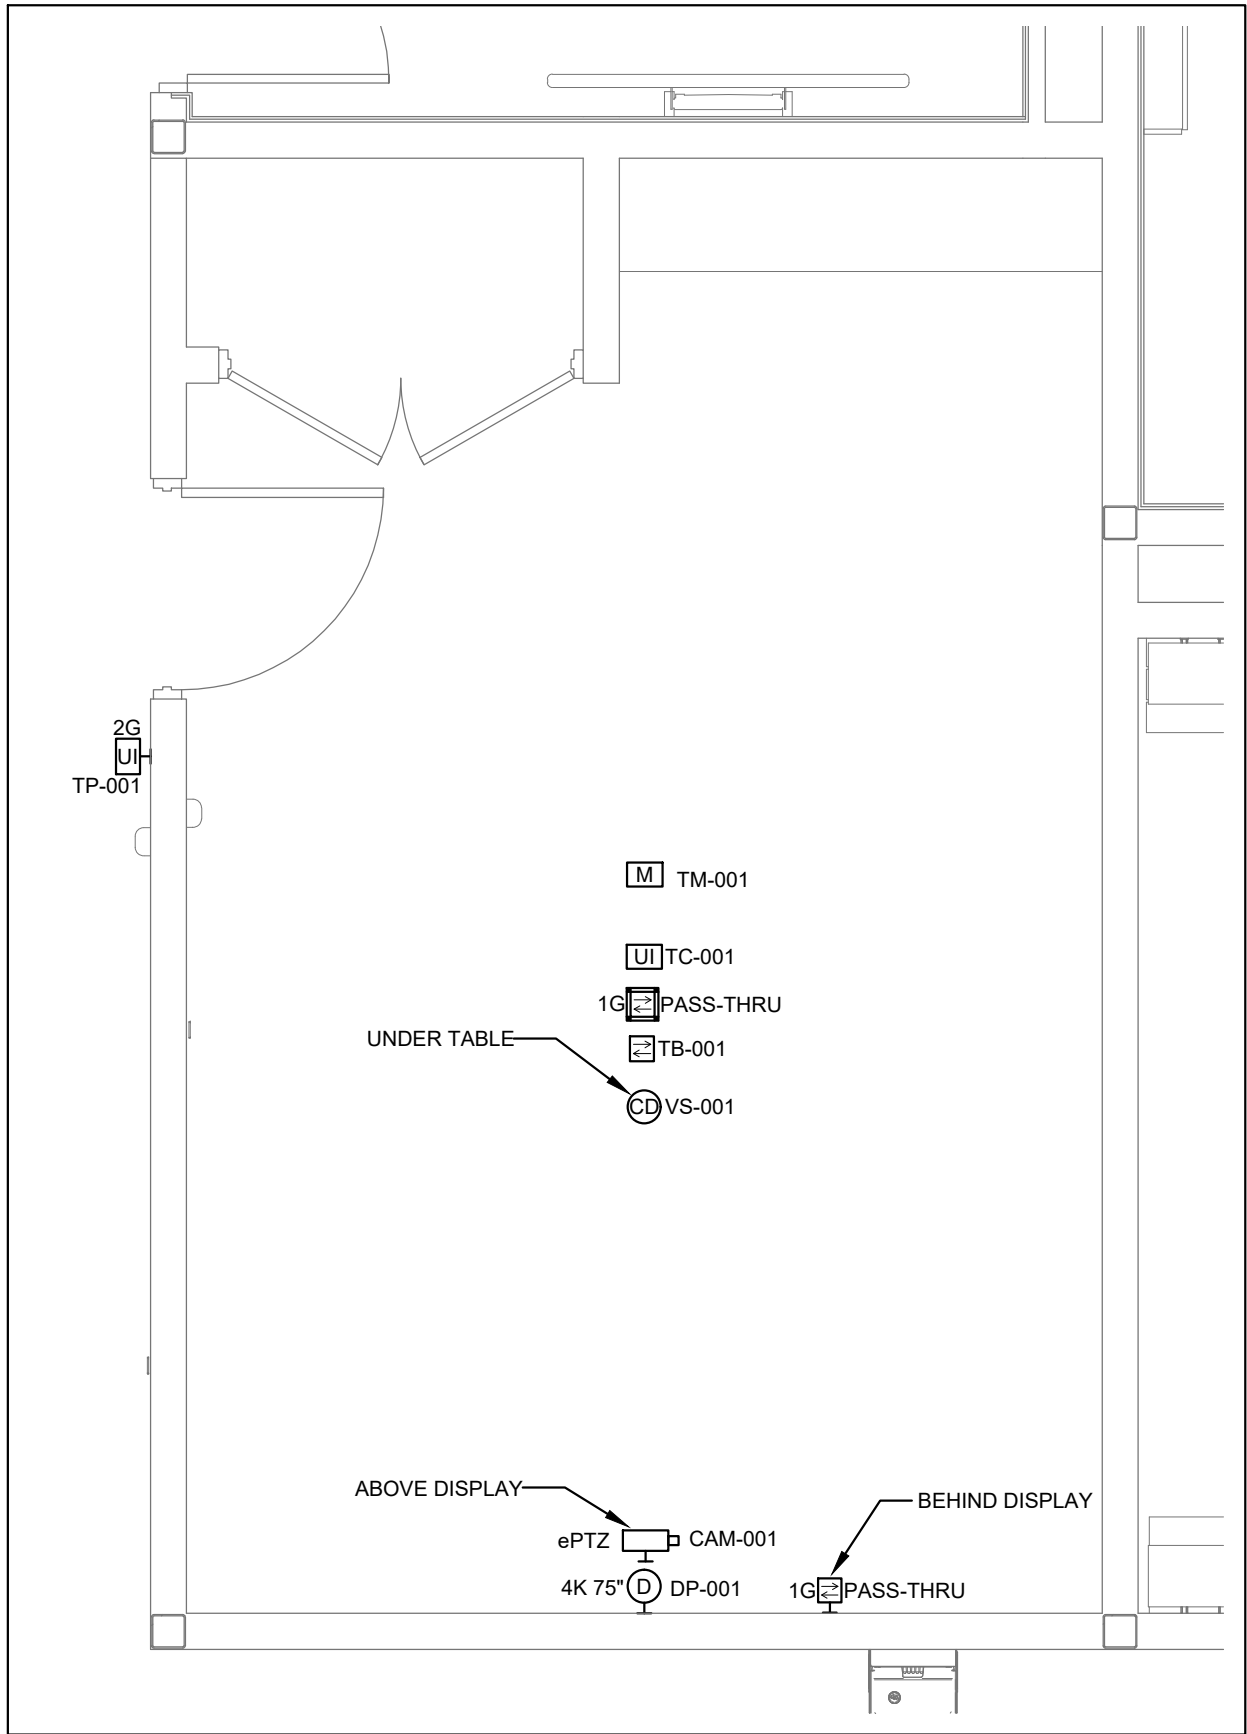 2G
UI
TP-001
M TM-001
UI TC-001
1G PASS-THRU
UNDER TABLE
TB-001
CD VS-001
ABOVE DISPLAY
BEHIND DISPLAY
ePTZ CAM-001
4K 75" D DP-001
1G PASS-THRU